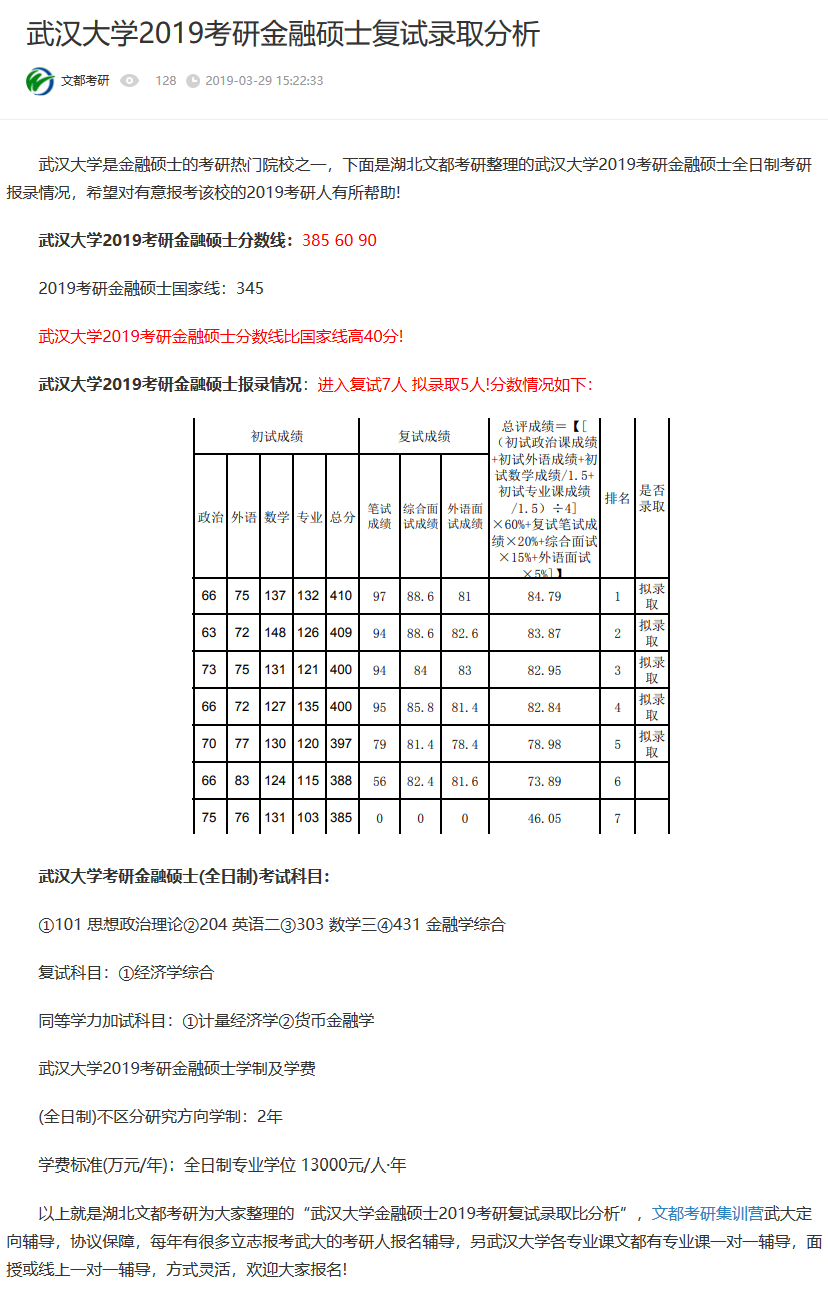 武汉大学2019考研金融硕士复试录取分析
文都考研 128 2019-03-29 15:22:33
武汉大学是金融硕士的考研热门院校之一，下面是湖北文都考研整理的武汉大学2019考研金融硕士全日制考研
报录情况，希望对有意报考该校的2019考研人有所帮助!
武汉大学2019考研金融硕士分数线：385 60 90
2019考研金融硕士国家线：345
武汉大学2019考研金融硕士分数线比国家线高40分!
武汉大学2019考研金融硕士报录情况：进入复试7人 拟录取5人!分数情况如下：
初试成绩 复试成绩
总评成绩＝【[
（初试政治课成绩
+初试外语成绩+初
试数学成绩/1.5+
初试专业课成绩
/1.5）÷4]
×60%+复试笔试成
绩×20%+综合面试
×15%+外语面试
×5%]】
排名
是否
录取
政治 外语 数学 专业 总分
笔试
成绩
综合面
试成绩
外语面
试成绩
66 75 137 132 410 97 88.6 81 84.79 1 拟录
取
63 72 148 126 409 94 88.6 82.6 83.87 2 拟录
取
73 75 131 121 400 94 84 83 82.95 3 拟录
取
66 72 127 135 400 95 85.8 81.4 82.84 4 拟录
取
70 77 130 120 397 79 81.4 78.4 78.98 5 拟录
取
66 83 124 115 388 56 82.4 81.6 73.89 6
75 76 131 103 385 0 0 0 46.05 7
武汉大学考研金融硕士(全日制)考试科目：
①101 思想政治理论②204 英语二③303 数学三④431 金融学综合
复试科目：①经济学综合
同等学力加试科目：①计量经济学②货币金融学
武汉大学2019考研金融硕士学制及学费
(全日制)不区分研究方向学制：2年
学费标准(万元/年)：全日制专业学位 13000元/人·年
以上就是湖北文都考研为大家整理的“武汉大学金融硕士2019考研复试录取比分析”，文都考研集训营武大定
向辅导，协议保障，每年有很多立志报考武大的考研人报名辅导，另武汉大学各专业课文都有专业课一对一辅导，面
授或线上一对一辅导，方式灵活，欢迎大家报名!